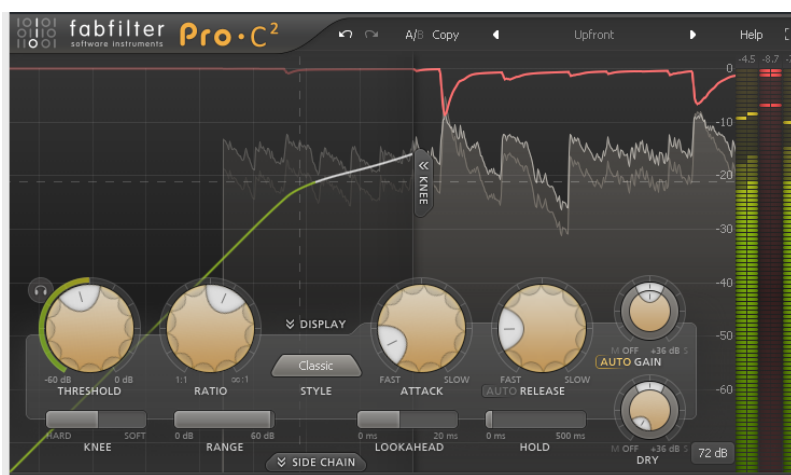 fabfilter
software instruments
Pro·C²
A/B Copy
Upfront
Help
-4.5 -8.7
0
-10
-20
-30
-40
-50
-60
KNEE
DISPLAY
-60 dB 0 dB
THRESHOLD
1:1 ∞:1
RATIO
Classic
STYLE
FAST SLOW
ATTACK
FAST SLOW
AUTO RELEASE
M OFF +36 dB S
AUTO GAIN
HARD SOFT
KNEE
0 dB 60 dB
RANGE
0 ms 20 ms
LOOKAHEAD
0 ms 500 ms
HOLD
M OFF +36 dB S
DRY
72 dB
SIDE CHAIN